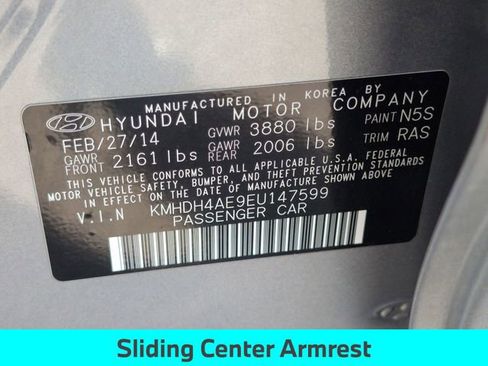 MANUFACTURED IN KOREA BY
HYUNDAI MOTOR COMPANY
FEB/27/14 GVWR 3880 lbs PAINT N5S
GAWR FRONT 2161 lbs GAWR REAR 2006 lbs TRIM RAS
THIS VEHICLE CONFORMS TO ALL APPLICABLE U.S.A. FEDERAL
MOTOR VEHICLE SAFETY, BUMPER, AND THEFT PREVENTION STANDARDS
IN EFFECT ON THE DATE OF MANUFACTURE SHOWN ABOVE.
V.I.N KMHDH4AE9EU147599
PASSENGER CAR
Sliding Center Armrest